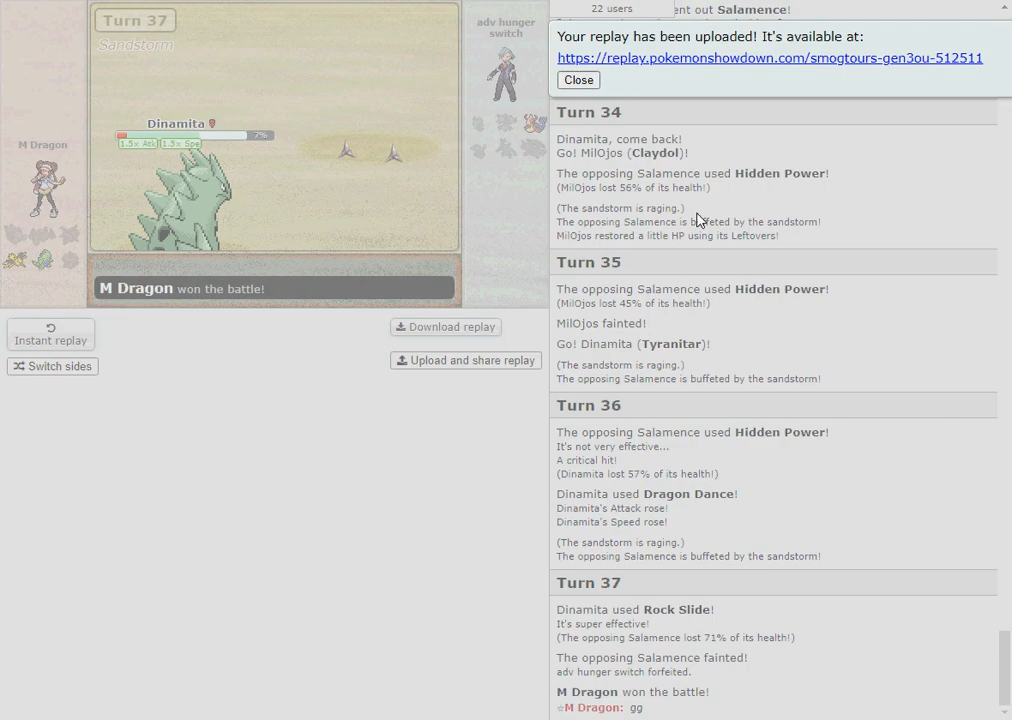 Turn 37
Sandstorm
M Dragon
Dinamita
7%
1.5× Atk 1.5× Spe
adv hunger
switch
M Dragon won the battle!
Instant replay
Switch sides
Download replay
Upload and share replay
22 users
ent out Salamence!
Your replay has been uploaded! It's available at:
https://replay.pokemonshowdown.com/smogtours-gen3ou-512511
Close
Turn 34
Dinamita, come back!
Go! MilOjos (Claydol)!
The opposing Salamence used Hidden Power!
(MilOjos lost 56% of its health!)
(The sandstorm is raging.)
The opposing Salamence is buffeted by the sandstorm!
MilOjos restored a little HP using its Leftovers!
Turn 35
The opposing Salamence used Hidden Power!
(MilOjos lost 45% of its health!)
MilOjos fainted!
Go! Dinamita (Tyranitar)!
(The sandstorm is raging.)
The opposing Salamence is buffeted by the sandstorm!
Turn 36
The opposing Salamence used Hidden Power!
It's not very effective...
A critical hit!
(Dinamita lost 57% of its health!)
Dinamita used Dragon Dance!
Dinamita's Attack rose!
Dinamita's Speed rose!
(The sandstorm is raging.)
The opposing Salamence is buffeted by the sandstorm!
Turn 37
Dinamita used Rock Slide!
It's super effective!
(The opposing Salamence lost 71% of its health!)
The opposing Salamence fainted!
adv hunger switch forfeited.
M Dragon won the battle!
☆M Dragon: gg